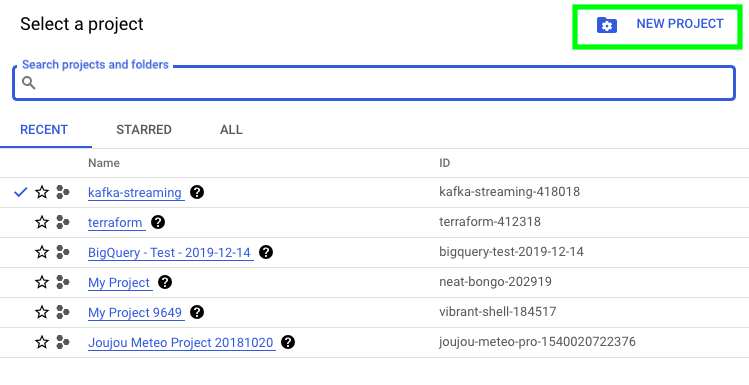 Select a project
NEW PROJECT
Search projects and folders
RECENT STARRED ALL
Name ID
kafka-streaming ? kafka-streaming-418018
terraform ? terraform-412318
BigQuery - Test - 2019-12-14 ? bigquery-test-2019-12-14
My Project ? neat-bongo-202919
My Project 9649 ? vibrant-shell-184517
Joujou Meteo Project 20181020 ? joujou-meteo-pro-1540020722376